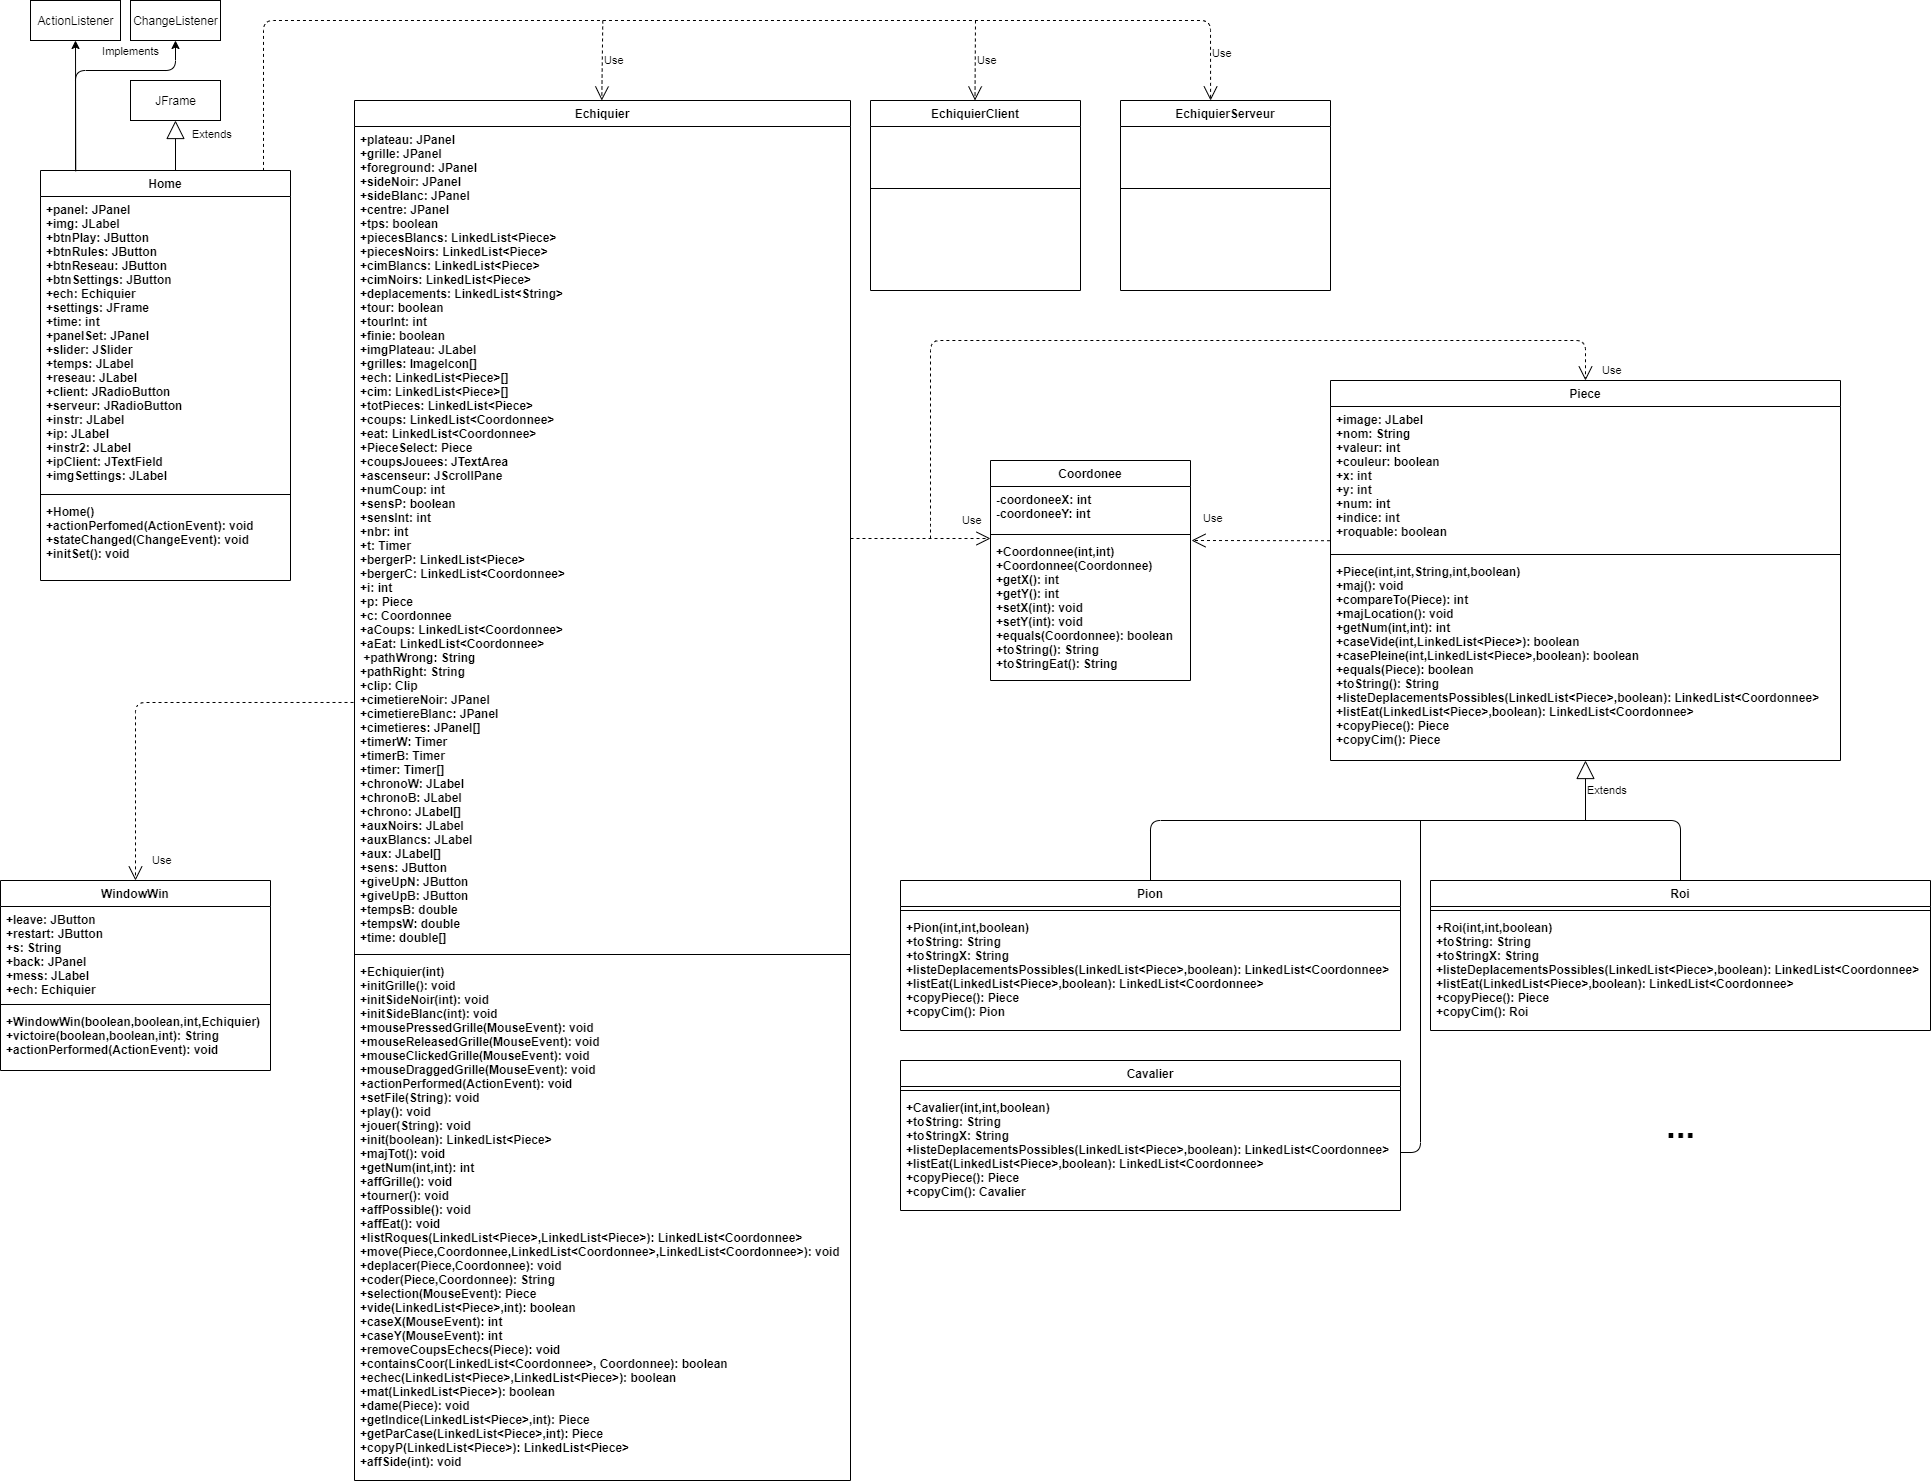 ActionListener
ChangeListener
Implements
JFrame
Extends
Use
Use
Use
Home
+panel: JPanel
+img: JLabel
+btnPlay: JButton
+btnRules: JButton
+btnReseau: JButton
+btnSettings: JButton
+ech: Echiquier
+settings: JFrame
+time: int
+panelSet: JPanel
+slider: JSlider
+temps: JLabel
+reseau: JLabel
+client: JRadioButton
+serveur: JRadioButton
+instr: JLabel
+ip: JLabel
+instr2: JLabel
+ipClient: JTextField
+imgSettings: JLabel
+Home()
+actionPerfomed(ActionEvent): void
+stateChanged(ChangeEvent): void
+initSet(): void
Echiquier
+plateau: JPanel
+grille: JPanel
+foreground: JPanel
+sideNoir: JPanel
+sideBlanc: JPanel
+centre: JPanel
+tps: boolean
+piecesBlancs: LinkedList<Piece>
+piecesNoirs: LinkedList<Piece>
+cimBlancs: LinkedList<Piece>
+cimNoirs: LinkedList<Piece>
+deplacements: LinkedList<String>
+tour: boolean
+tourInt: int
+finie: boolean
+imgPlateau: JLabel
+grilles: ImageIcon[]
+ech: LinkedList<Piece>[]
+cim: LinkedList<Piece>[]
+totPieces: LinkedList<Piece>
+coups: LinkedList<Coordonnee>
+eat: LinkedList<Coordonnee>
+PieceSelect: Piece
+coupsJouees: JTextArea
+ascenseur: JScrollPane
+numCoup: int
+sensP: boolean
+sensInt: int
+nbr: int
+t: Timer
+bergerP: LinkedList<Piece>
+bergerC: LinkedList<Coordonnee>
+i: int
+p: Piece
+c: Coordonnee
+aCoups: LinkedList<Coordonnee>
+aEat: LinkedList<Coordonnee>
+pathWrong: String
+pathRight: String
+clip: Clip
+cimetiereNoir: JPanel
+cimetiereBlanc: JPanel
+cimetieres: JPanel[]
+timerW: Timer
+timerB: Timer
+timer: Timer[]
+chronoW: JLabel
+chronoB: JLabel
+chrono: JLabel[]
+auxNoirs: JLabel
+auxBlancs: JLabel
+aux: JLabel[]
+sens: JButton
+giveUpN: JButton
+giveUpB: JButton
+tempsB: double
+tempsW: double
+time: double[]
+Echiquier(int)
+initGrille(): void
+initSideNoir(int): void
+initSideBlanc(int): void
+mousePressedGrille(MouseEvent): void
+mouseReleasedGrille(MouseEvent): void
+mouseClickedGrille(MouseEvent): void
+mouseDraggedGrille(MouseEvent): void
+actionPerformed(ActionEvent): void
+setFile(String): void
+play(): void
+jouer(String): void
+init(boolean): LinkedList<Piece>
+majTot(): void
+getNum(int,int): int
+affGrille(): void
+tourner(): void
+affPossible(): void
+affEat(): void
+listRoques(LinkedList<Piece>,LinkedList<Piece>): LinkedList<Coordonnee>
+move(Piece,Coordonnee,LinkedList<Coordonnee>,LinkedList<Coordonnee>): void
+deplacer(Piece,Coordonnee): void
+coder(Piece,Coordonnee): String
+selection(MouseEvent): Piece
+vide(LinkedList<Piece>,int): boolean
+caseX(MouseEvent): int
+caseY(MouseEvent): int
+removeCoupsEchecs(Piece): void
+containsCoor(LinkedList<Coordonnee>, Coordonnee): boolean
+echec(LinkedList<Piece>,LinkedList<Piece>): boolean
+mat(LinkedList<Piece>): boolean
+dame(Piece): void
+getIndice(LinkedList<Piece>,int): Piece
+getParCase(LinkedList<Piece>,int): Piece
+copyP(LinkedList<Piece>): LinkedList<Piece>
+affSide(int): void
EchiquierClient
EchiquierServeur
Use
Use
Use
Coordonee
-coordoneeX: int
-coordoneeY: int
+Coordonnee(int,int)
+Coordonnee(Coordonnee)
+getX(): int
+getY(): int
+setX(int): void
+setY(int): void
+equals(Coordonnee): boolean
+toString(): String
+toStringEat(): String
Piece
+image: JLabel
+nom: String
+valeur: int
+couleur: boolean
+x: int
+y: int
+num: int
+indice: int
+roquable: boolean
+Piece(int,int,String,int,boolean)
+maj(): void
+compareTo(Piece): int
+majLocation(): void
+getNum(int,int): int
+caseVide(int,LinkedList<Piece>): boolean
+casePleine(int,LinkedList<Piece>,boolean): boolean
+equals(Piece): boolean
+toString(): String
+listeDeplacementsPossibles(LinkedList<Piece>,boolean): LinkedList<Coordonnee>
+listEat(LinkedList<Piece>,boolean): LinkedList<Coordonnee>
+copyPiece(): Piece
+copyCim(): Piece
Extends
Use
WindowWin
+leave: JButton
+restart: JButton
+s: String
+back: JPanel
+mess: JLabel
+ech: Echiquier
+WindowWin(boolean,boolean,int,Echiquier)
+victoire(boolean,boolean,int): String
+actionPerformed(ActionEvent): void
Pion
+Pion(int,int,boolean)
+toString: String
+toStringX: String
+listeDeplacementsPossibles(LinkedList<Piece>,boolean): LinkedList<Coordonnee>
+listEat(LinkedList<Piece>,boolean): LinkedList<Coordonnee>
+copyPiece(): Piece
+copyCim(): Pion
Roi
+Roi(int,int,boolean)
+toString: String
+toStringX: String
+listeDeplacementsPossibles(LinkedList<Piece>,boolean): LinkedList<Coordonnee>
+listEat(LinkedList<Piece>,boolean): LinkedList<Coordonnee>
+copyPiece(): Piece
+copyCim(): Roi
Cavalier
+Cavalier(int,int,boolean)
+toString: String
+toStringX: String
+listeDeplacementsPossibles(LinkedList<Piece>,boolean): LinkedList<Coordonnee>
+listEat(LinkedList<Piece>,boolean): LinkedList<Coordonnee>
+copyPiece(): Piece
+copyCim(): Cavalier
...